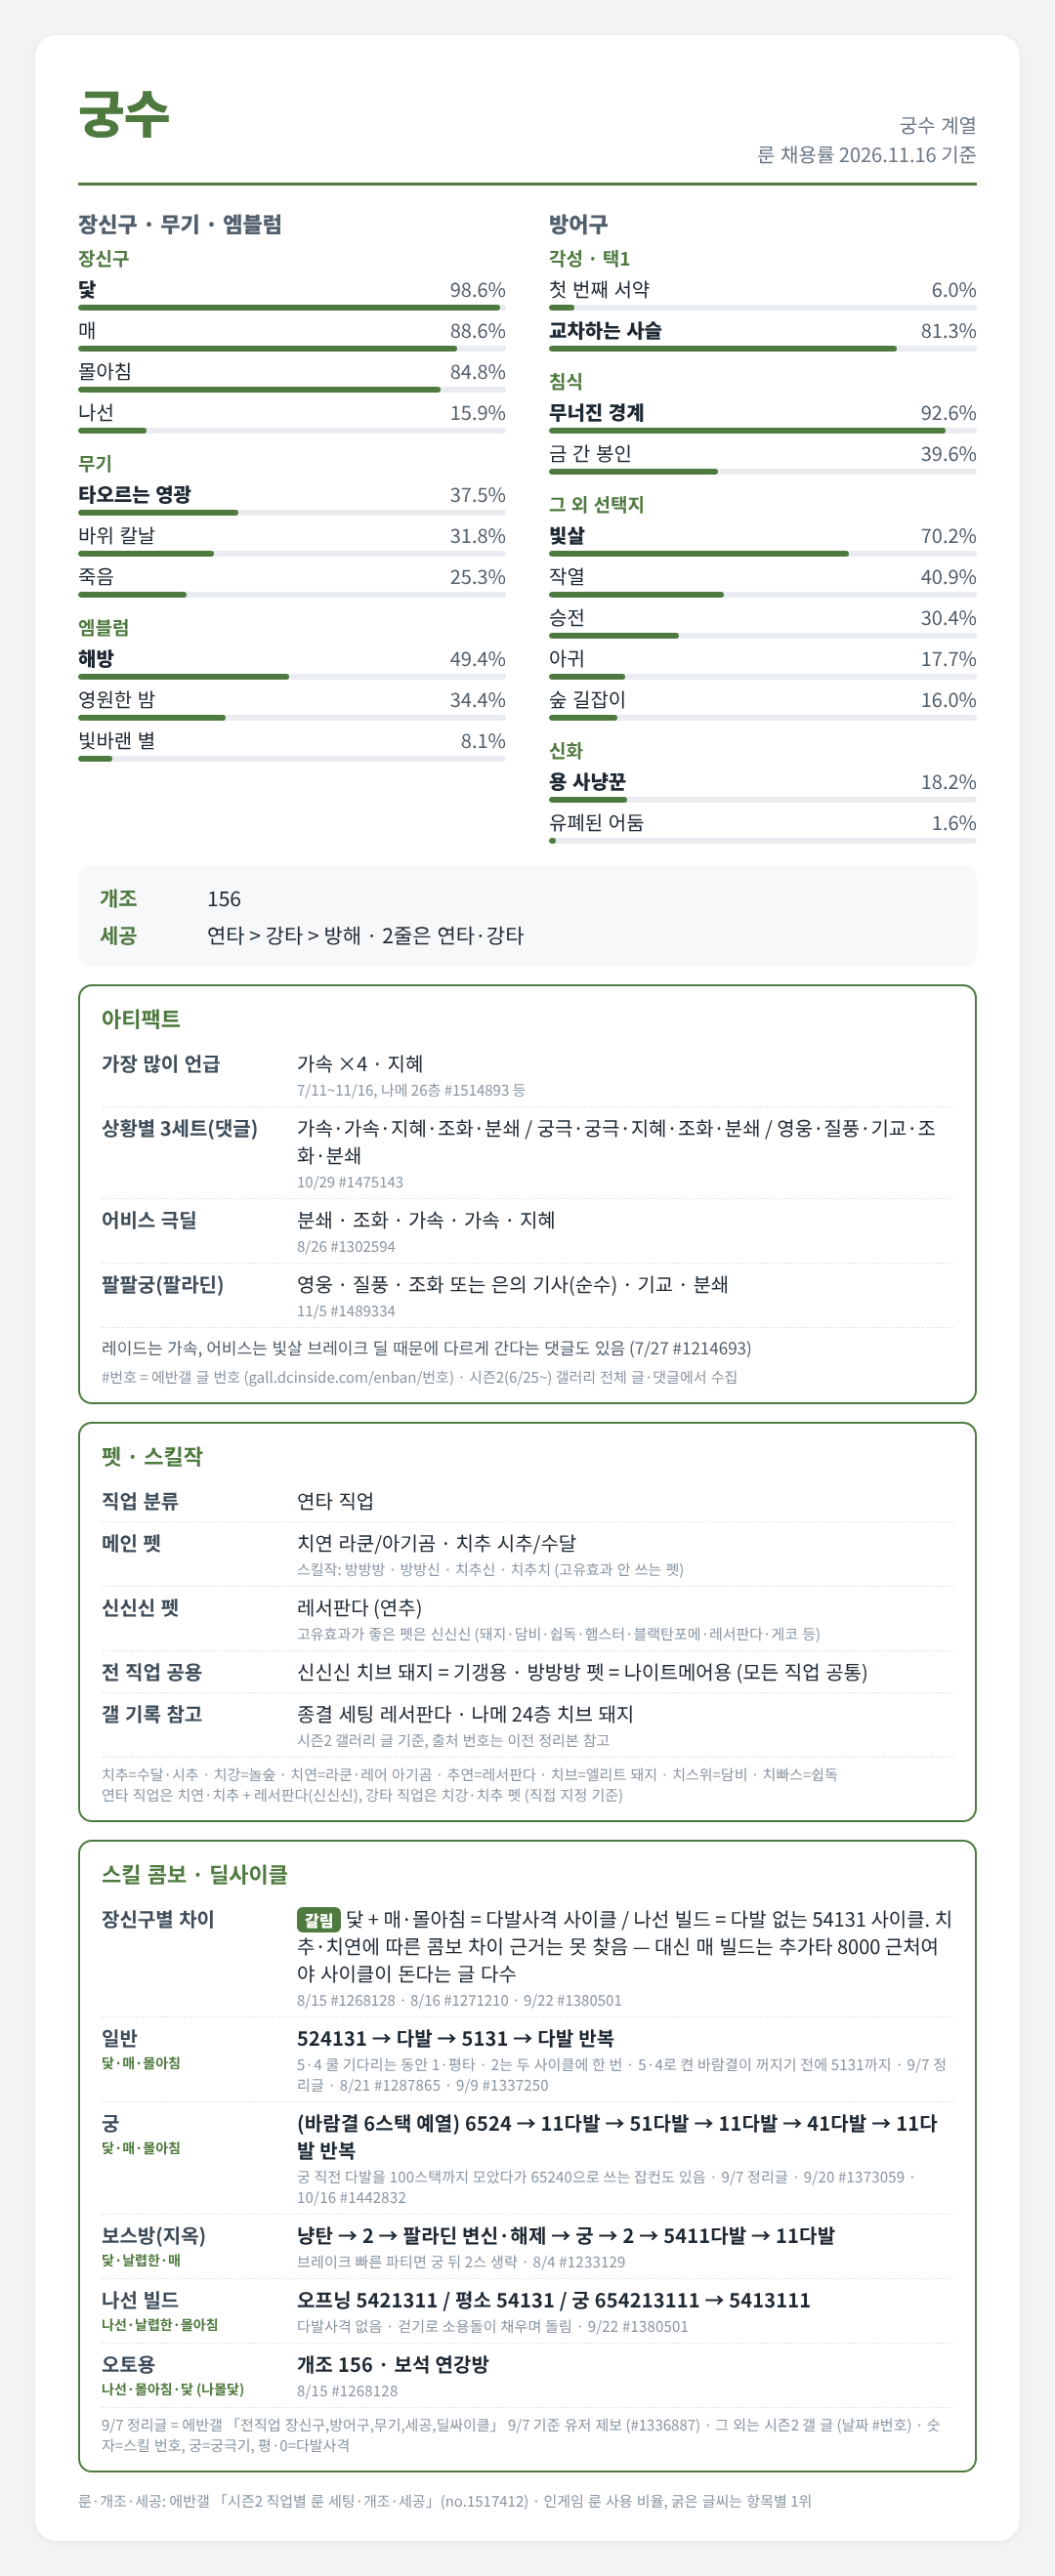 궁수
궁수 계열
룬 채용률 2026.11.16 기준
장신구 · 무기 · 엠블럼
장신구
닻 98.6%
매 88.6%
몰아침 84.8%
나선 15.9%
무기
타오르는 영광 37.5%
바위 칼날 31.8%
죽음 25.3%
엠블럼
해방 49.4%
영원한 밤 34.4%
빛바랜 별 8.1%
방어구
각성 · 택1
첫 번째 서약 6.0%
교차하는 사슬 81.3%
침식
무너진 경계 92.6%
금 간 봉인 39.6%
그 외 선택지
빛살 70.2%
작열 40.9%
승전 30.4%
아귀 17.7%
숲 길잡이 16.0%
신화
용 사냥꾼 18.2%
유폐된 어둠 1.6%
개조 156
세공 연타 > 강타 > 방해 · 2줄은 연타·강타
아티팩트
가장 많이 언급 가속 ×4 · 지혜
7/11~11/16, 나메 26층 #1514893 등
상황별 3세트(댓글) 가속·가속·지혜·조화·분쇄 / 궁극·궁극·지혜·조화·분쇄 / 영웅·질풍·기교·조
화·분쇄
10/29 #1475143
어비스 극딜 분쇄 · 조화 · 가속 · 가속 · 지혜
8/26 #1302594
팔팔궁(팔라딘) 영웅 · 질풍 · 조화 또는 은의 기사(순수) · 기교 · 분쇄
11/5 #1489334
레이드는 가속, 어비스는 빛살 브레이크 딜 때문에 다르게 간다는 댓글도 있음 (7/27 #1214693)
#번호 = 에반갤 글 번호 (gall.dcinside.com/enban/번호) · 시즌2(6/25~) 갤러리 전체 글·댓글에서 수집
펫 · 스킬작
직업 분류 연타 직업
메인 펫 치연 라쿤/아기곰 · 치추 시추/수달
스킬작: 방방방 · 방방신 · 치추신 · 치추치 (고유효과 안 쓰는 펫)
신신신 펫 레서판다 (연추)
고유효과가 좋은 펫은 신신신 (돼지·담비·쉽독·햄스터·블랙탄포메·레서판다·게코 등)
전 직업 공용 신신신 치브 돼지 = 기갱용 · 방방방 펫 = 나이트메어용 (모든 직업 공통)
갤 기록 참고 종결 세팅 레서판다 · 나메 24층 치브 돼지
시즌2 갤러리 글 기준, 출처 번호는 이전 정리본 참고
치추=수달·시추 · 치강=놀숲 · 치연=라쿤·레어 아기곰 · 추연=레서판다 · 치브=엘리트 돼지 · 치스위=담비 · 치빠스=쉽독
연타 직업은 치연·치추 + 레서판다(신신신), 강타 직업은 치강·치추 펫 (직접 지정 기준)
스킬 콤보 · 딜사이클
장신구별 차이 갈림 닻 + 매·몰아침 = 다발사격 사이클 / 나선 빌드 = 다발 없는 54131 사이클. 치
추·치연에 따른 콤보 차이 근거는 못 찾음 — 대신 매 빌드는 추가타 8000 근처여
야 사이클이 돈다는 글 다수
8/15 #1268128 · 8/16 #1271210 · 9/22 #1380501
일반 524131 → 다발 → 5131 → 다발 반복
닻·매·몰아침 5·4 쿨 기다리는 동안 1·평타 · 2는 두 사이클에 한 번 · 5·4로 켠 바람결이 꺼지기 전에 5131까지 · 9/7 정
리글 · 8/21 #1287865 · 9/9 #1337250
궁 (바람결 6스택 예열) 6524 → 11다발 → 51다발 → 11다발 → 41다발 → 11다
닻·매·몰아침 발 반복
궁 직전 다발을 100스택까지 모았다가 65240으로 쓰는 잡컨도 있음 · 9/7 정리글 · 9/20 #1373059 ·
10/16 #1442832
보스방(지옥) 냥탄 → 2 → 팔라딘 변신·해제 → 궁 → 2 → 5411다발 → 11다발
닻·날렵한·매 브레이크 빠른 파티면 궁 뒤 2스 생략 · 8/4 #1233129
나선 빌드 오프닝 5421311 / 평소 54131 / 궁 654213111 → 5413111
나선·날렵한·몰아침 다발사격 없음 · 걷기로 소용돌이 채우며 돌림 · 9/22 #1380501
오토용 개조 156 · 보석 연강방
나선·몰아침·닻 (나몰닻) 8/15 #1268128
9/7 정리글 = 에반갤 「전직업 장신구,방어구,무기,세공,딜싸이클」 9/7 기준 유저 제보 (#1336887) · 그 외는 시즌2 갤 글 (날짜 #번호) · 숫
자=스킬 번호, 궁=궁극기, 평·0=다발사격
룬·개조·세공: 에반갤 「시즌2 직업별 룬 세팅·개조·세공」(no.1517412) · 인게임 룬 사용 비율, 굵은 글씨는 항목별 1위